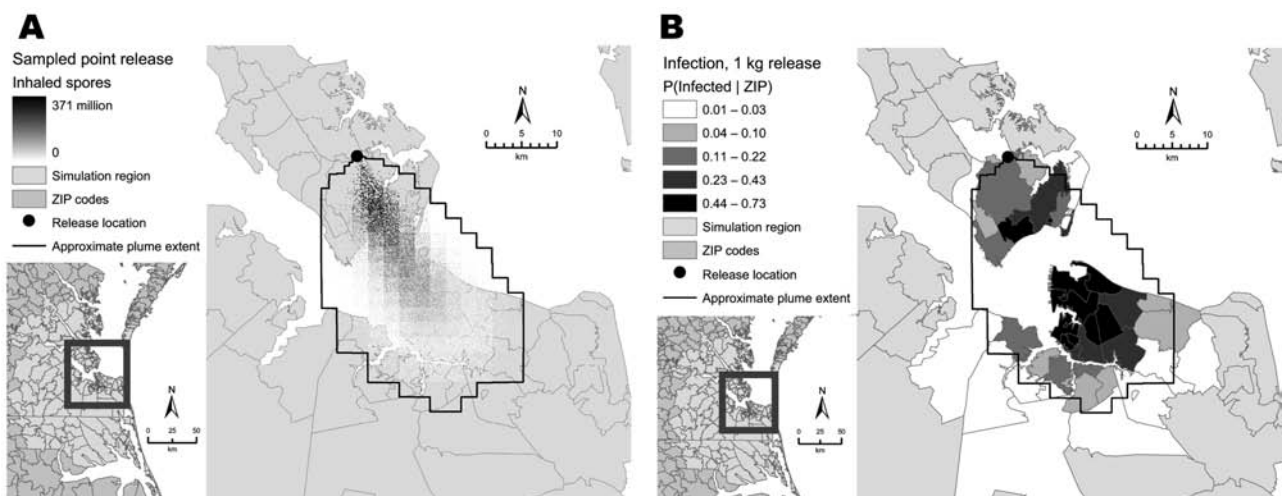 A
Sampled point release
Inhaled spores
371 million
0
Simulation region
ZIP codes
Release location
Approximate plume extent
N
0 5 10
km
N
0 25 50
km
B
Infection, 1 kg release
P(Infected | ZIP)
0.01 – 0.03
0.04 – 0.10
0.11 – 0.22
0.23 – 0.43
0.44 – 0.73
Simulation region
ZIP codes
Release location
Approximate plume extent
N
0 5 10
km
N
0 25 50
km